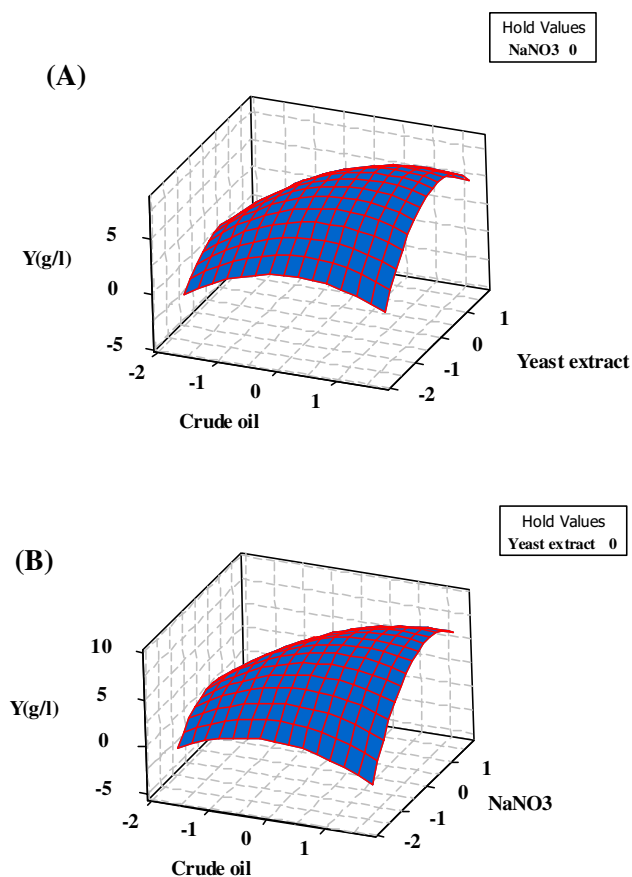 Hold Values
NaNO3 0
(A)
5
Y(g/l)
0
-5
-2
-1
0
1
Crude oil
-2
-1
0
1
Yeast extract
Hold Values
Yeast extract 0
(B)
10
5
Y(g/l)
0
-5
-2
-1
0
1
Crude oil
-2
-1
0
1
NaNO3